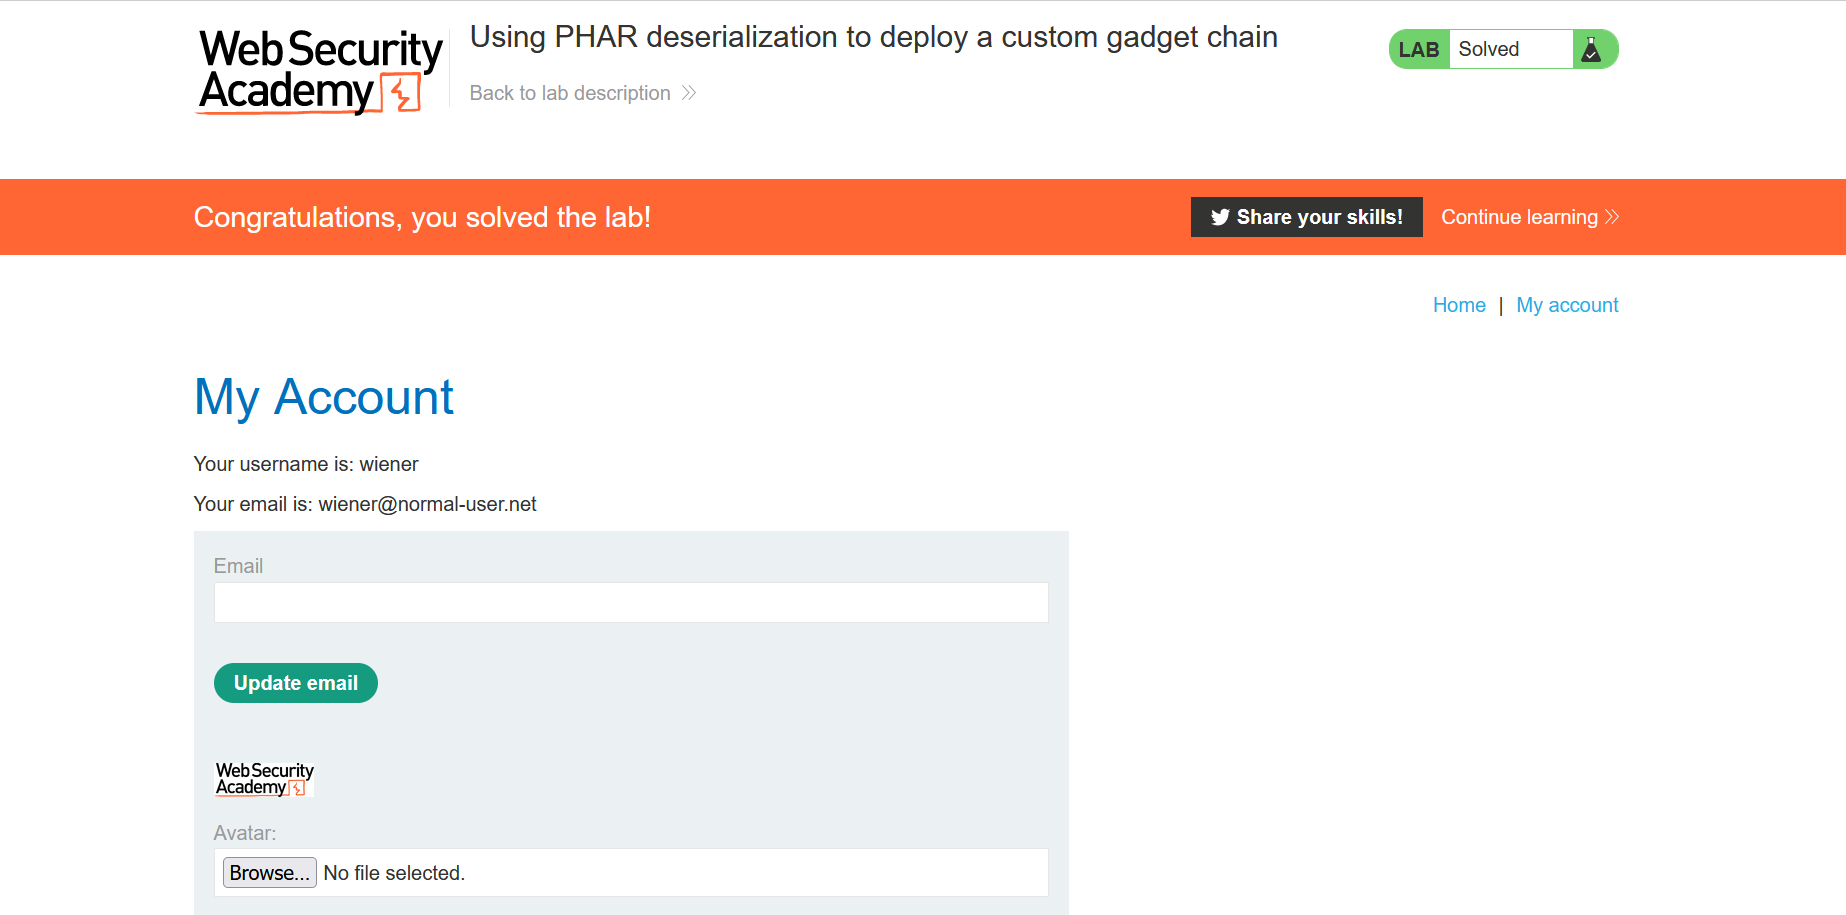 Web Security
Academy
Using PHAR deserialization to deploy a custom gadget chain
Back to lab description
LAB Solved
Congratulations, you solved the lab!
Share your skills!
Continue learning
Home | My account
My Account
Your username is: wiener
Your email is: wiener@normal-user.net
Email
Update email
Web Security
Academy
Avatar:
Browse... No file selected.